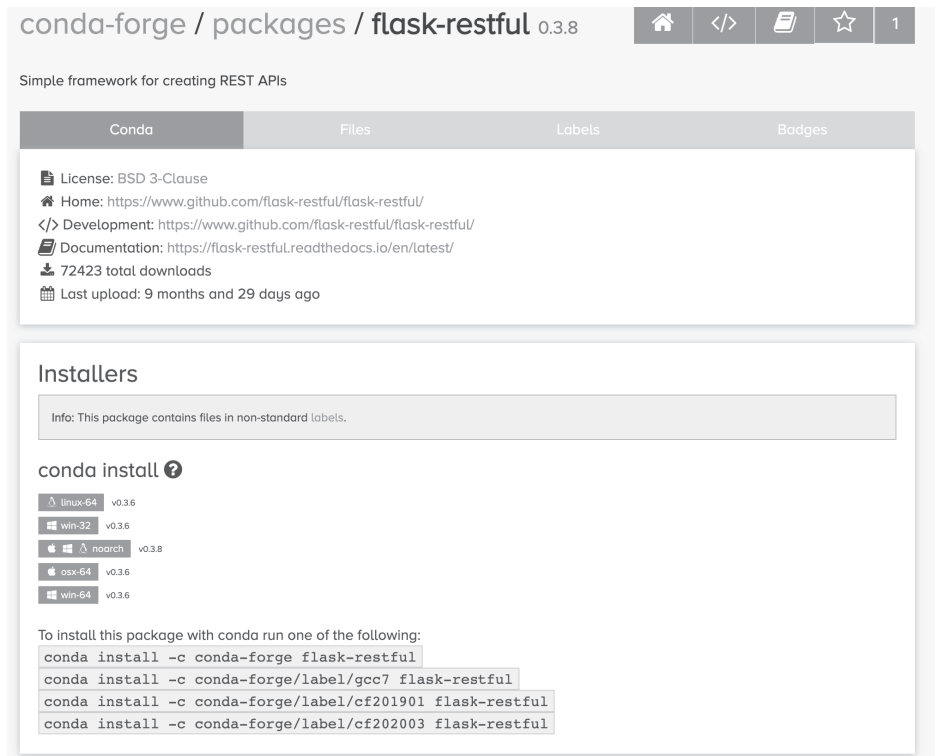 conda-forge / packages / flask-restful 0.3.8
</> 1
Simple framework for creating REST APIs
Conda Files Labels Badges
License: BSD 3-Clause
Home: https://www.github.com/flask-restful/flask-restful/
</> Development: https://www.github.com/flask-restful/flask-restful/
Documentation: https://flask-restful.readthedocs.io/en/latest/
72423 total downloads
Last upload: 9 months and 29 days ago
Installers
Info: This package contains files in non-standard labels.
conda install ?
linux-64 v0.3.6
win-32 v0.3.6
noarch v0.3.8
osx-64 v0.3.6
win-64 v0.3.6
To install this package with conda run one of the following:
conda install -c conda-forge flask-restful
conda install -c conda-forge/label/gcc7 flask-restful
conda install -c conda-forge/label/cf201901 flask-restful
conda install -c conda-forge/label/cf202003 flask-restful